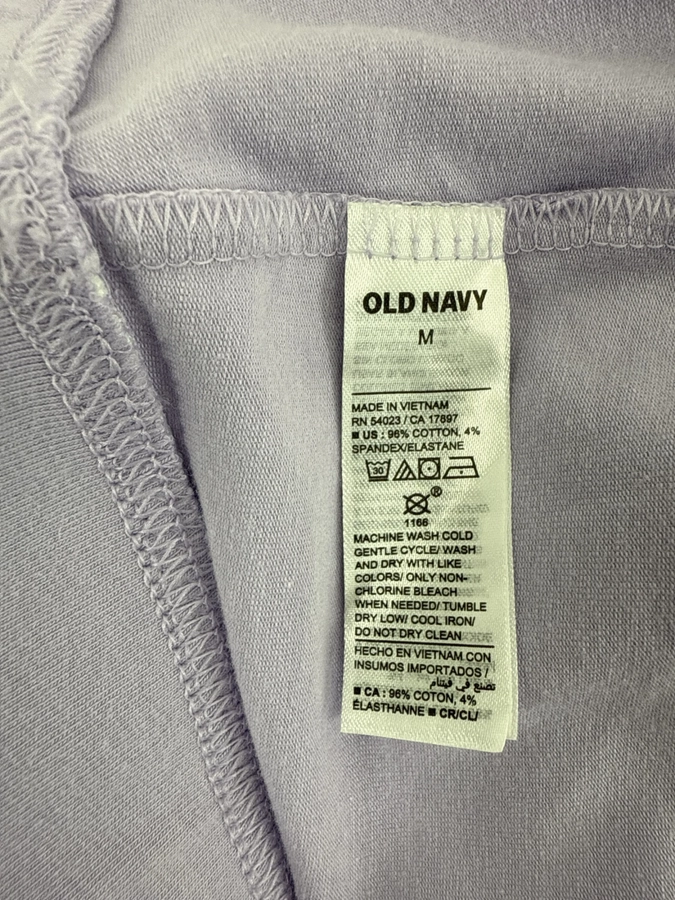 OLD NAVY
M
MADE IN VIETNAM
RN 54023 / CA 17897
■ US : 96% COTTON, 4%
SPANDEX/ELASTANE
30
®
1166
MACHINE WASH COLD
GENTLE CYCLE/ WASH
AND DRY WITH LIKE
COLORS/ ONLY NON-
CHLORINE BLEACH
WHEN NEEDED/ TUMBLE
DRY LOW/ COOL IRON/
DO NOT DRY CLEAN
HECHO EN VIETNAM CON
INSUMOS IMPORTADOS /
تصنع في فيتنام
■ CA : 96% COTON, 4%
ÉLASTHANNE ■ CR/CL/